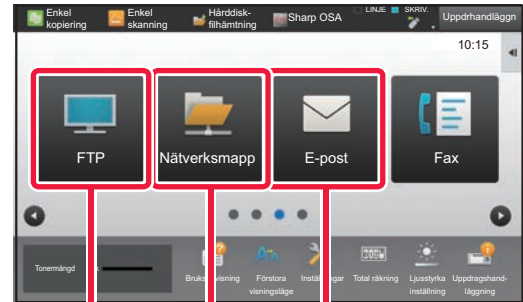 Enkel
kopiering
Enkel
skanning
Hårddisk-
filhämtning
Sharp OSA
LINJE
SKRIV.
Uppdrhandläggn
10:15
FTP
Nätverksmapp
E-post
Fax
Tonermängd
Förstora
visningsläge
Total räkning
Ljusstyrka
inställning
Uppdragshand-
läggning